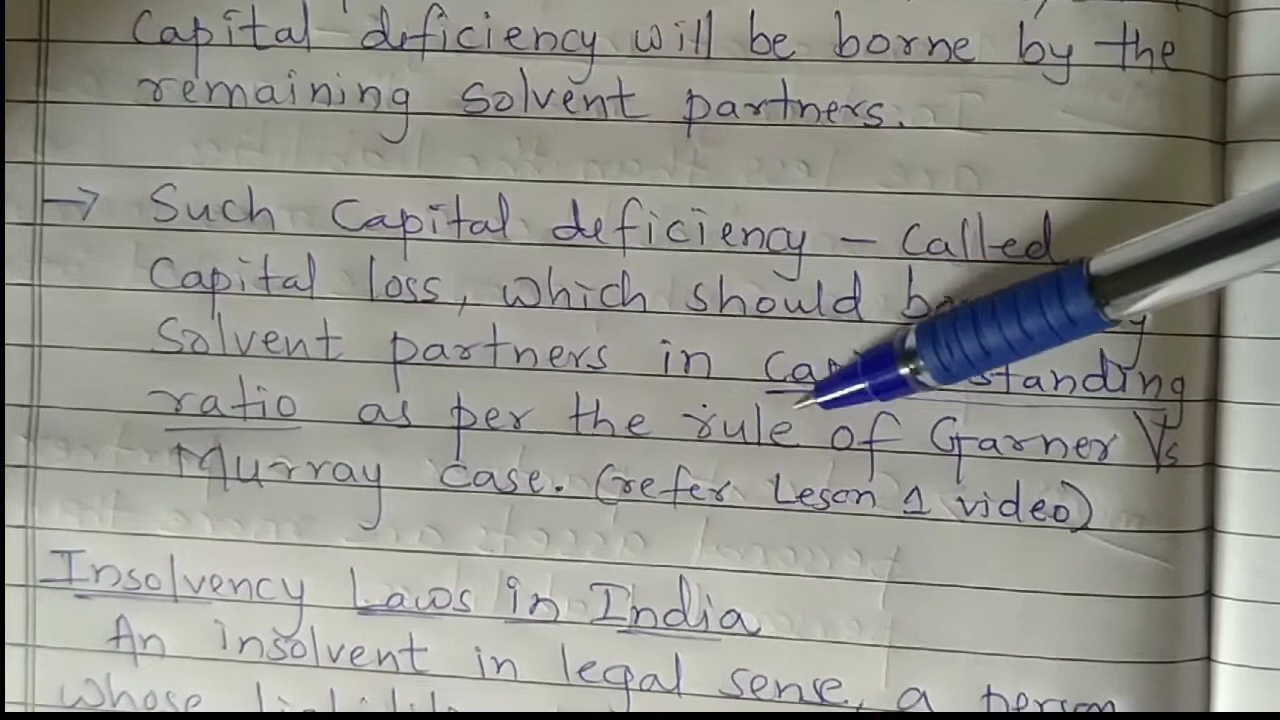 Capital deficiency will be borne by the
remaining solvent partners.
→ Such Capital deficiency - Called
Capital loss, which should
Solvent partners in standing
ratio as per the rule of Garner Vs
Murray Case. (refer Leson 1 video)
Insolvency Laws in India
An insolvent in legal sense, a person
whose